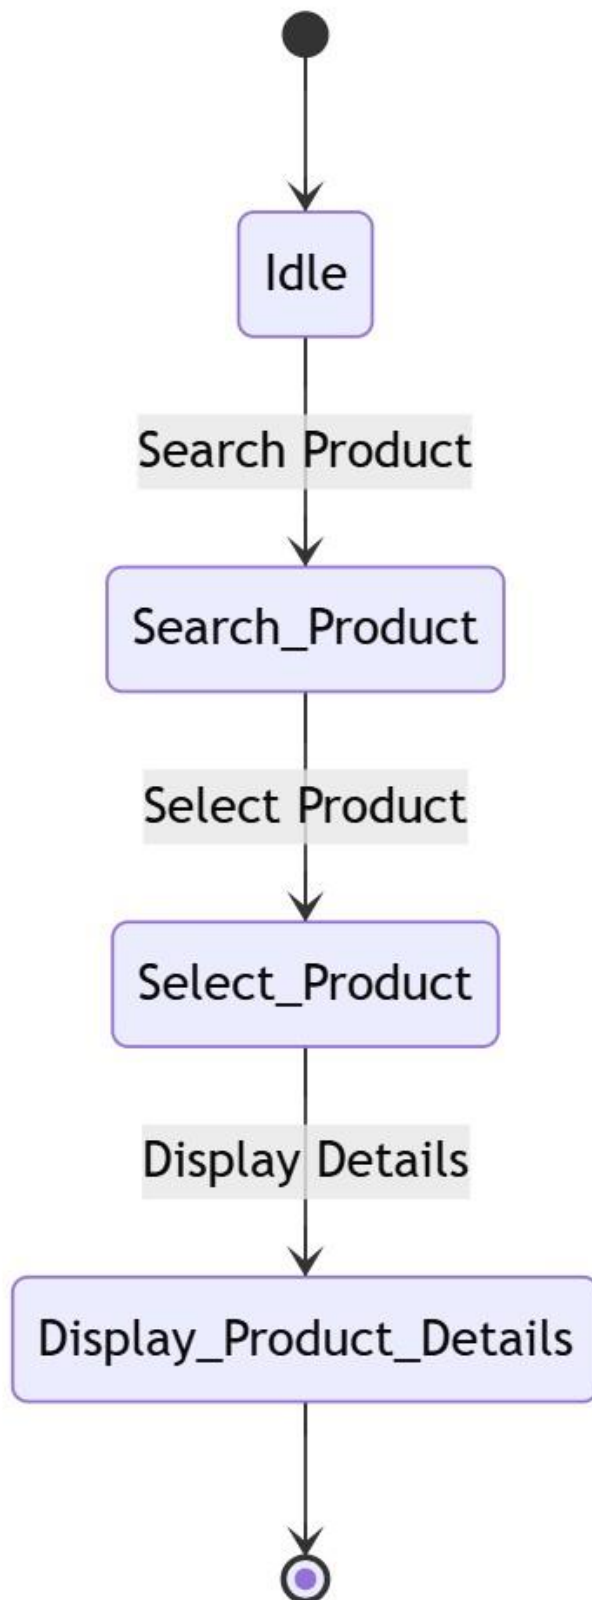 Idle
Search Product
Search_Product
Select Product
Select_Product
Display Details
Display_Product_Details